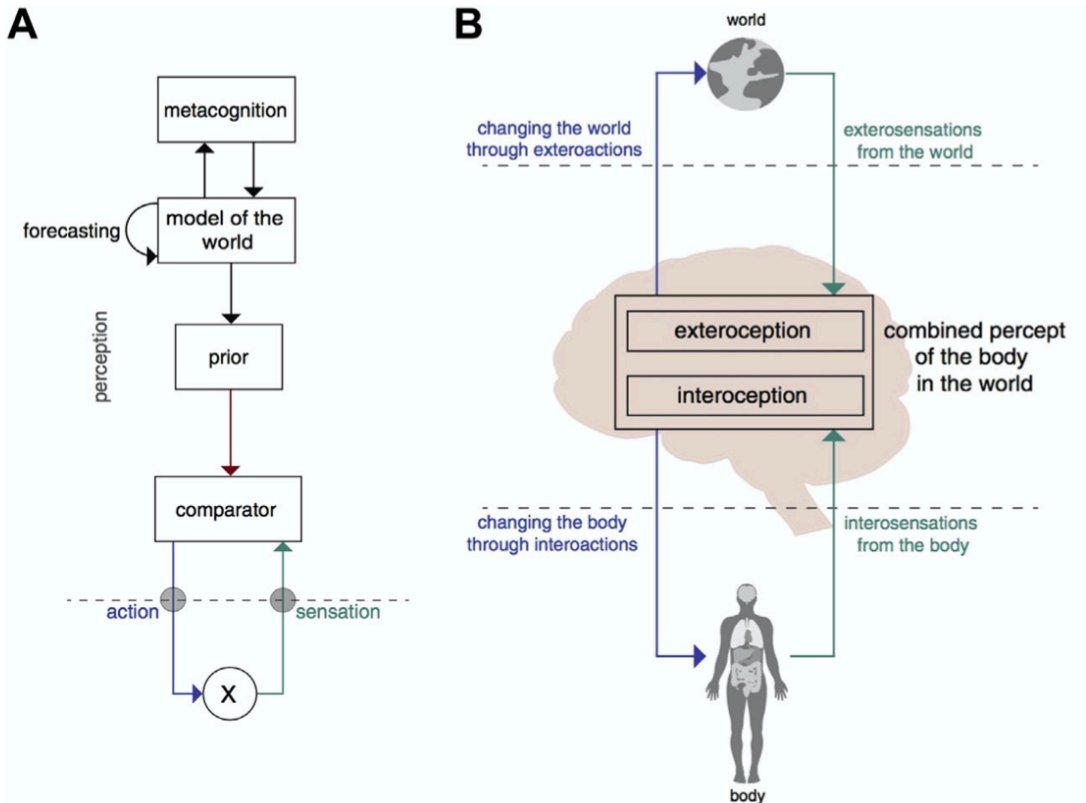 A
metacognition
model of the
world
forecasting
perception
prior
comparator
action
sensation
X
B
world
changing the world
through exteroactions
exterosensations
from the world
exteroception
interoception
combined percept
of the body
in the world
changing the body
through interoactions
interosensations
from the body
body